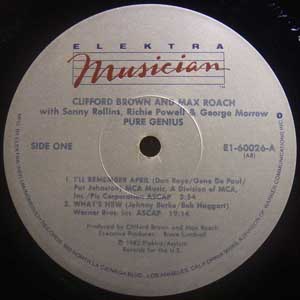 ELEKTRA
Musician
CLIFFORD BROWN AND MAX ROACH
with Sonny Rollins, Richie Powell & George Morrow
PURE GENIUS
SIDE ONE
E1-60026-A
(AR)
1. I'LL REMEMBER APRIL (Don Raye/Gene De Paul/
Pat Johnston) MCA Music, A Division of MCA,
Inc/Pic Corporation ASCAP
2. WHAT'S NEW (Johnny Burke/Bob Haggart)
Warner Bros. Inc ASCAP 19:14
Produced by Clifford Brown and Max Roach
Executive Producer: Bruce Lundvall
℗ 1982 Elektra/Asylum
Records for the U.S.